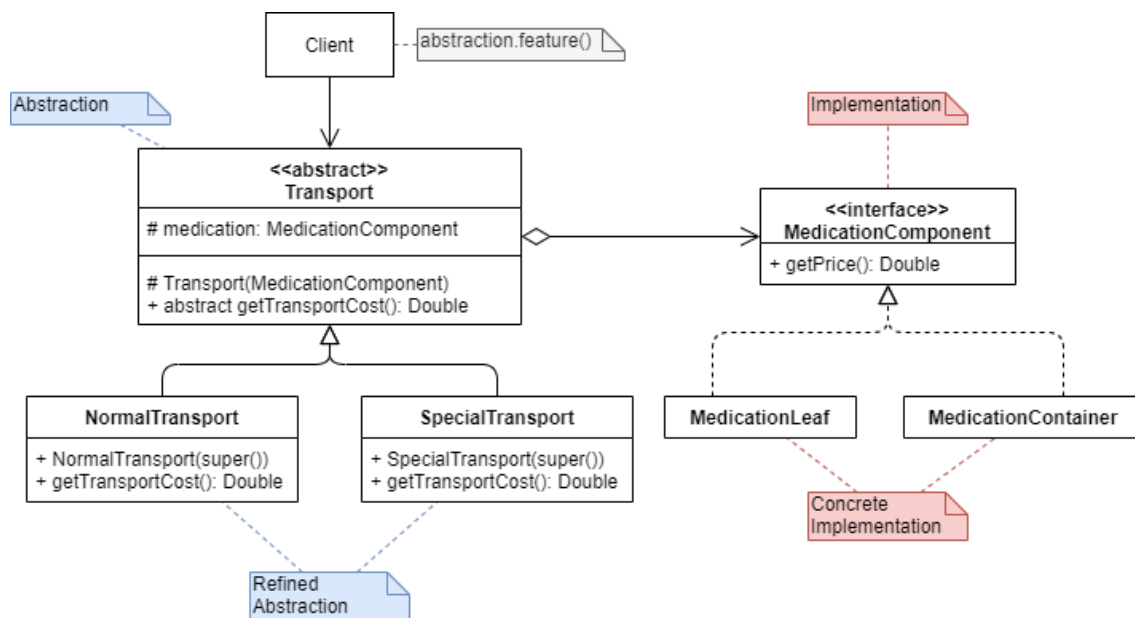 Client
abstraction.feature()
Abstraction
Implementation
<<abstract>>
Transport
# medication: MedicationComponent
# Transport(MedicationComponent)
+ abstract getTransportCost(): Double
<<interface>>
MedicationComponent
+ getPrice(): Double
NormalTransport
+ NormalTransport(super())
+ getTransportCost(): Double
SpecialTransport
+ SpecialTransport(super())
+ getTransportCost(): Double
MedicationLeaf
MedicationContainer
Concrete
Implementation
Refined
Abstraction